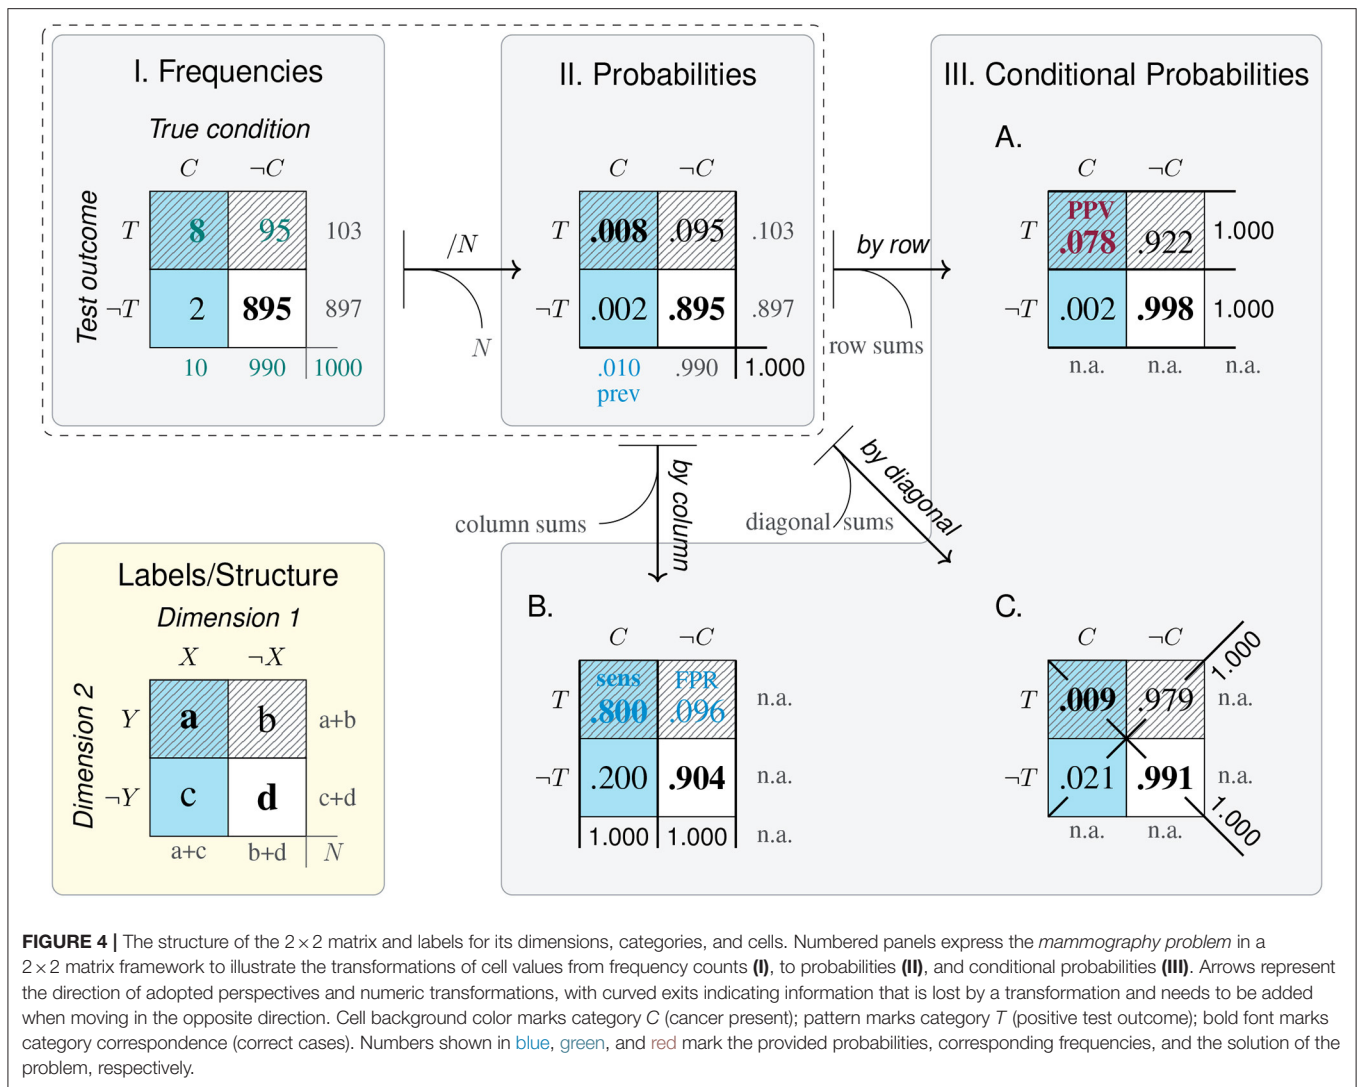 I. Frequencies
True condition
C ¬C
Test outcome
T 8 95 103
¬T 2 895 897
10 990 1000
/N
N
II. Probabilities
C ¬C
T .008 .095 .103
¬T .002 .895 .897
.010 .990 1.000
prev
by row
row sums
III. Conditional Probabilities
A.
C ¬C
PPV
T .078 .922 1.000
¬T .002 .998 1.000
n.a. n.a. n.a.
by column
column sums
by diagonal
diagonal sums
Labels/Structure
Dimension 1
X ¬X
Dimension 2
Y a b a+b
¬Y c d c+d
a+c b+d N
B.
C ¬C
sens FPR
T .800 .096 n.a.
¬T .200 .904 n.a.
1.000 1.000 n.a.
C.
C ¬C
1.000
T .009 .979 n.a.
¬T .021 .991 n.a.
n.a. n.a. 1.000
FIGURE 4 | The structure of the 2×2 matrix and labels for its dimensions, categories, and cells. Numbered panels express the mammography problem in a
2×2 matrix framework to illustrate the transformations of cell values from frequency counts (I), to probabilities (II), and conditional probabilities (III). Arrows represent
the direction of adopted perspectives and numeric transformations, with curved exits indicating information that is lost by a transformation and needs to be added
when moving in the opposite direction. Cell background color marks category C (cancer present); pattern marks category T (positive test outcome); bold font marks
category correspondence (correct cases). Numbers shown in blue, green, and red mark the provided probabilities, corresponding frequencies, and the solution of the
problem, respectively.